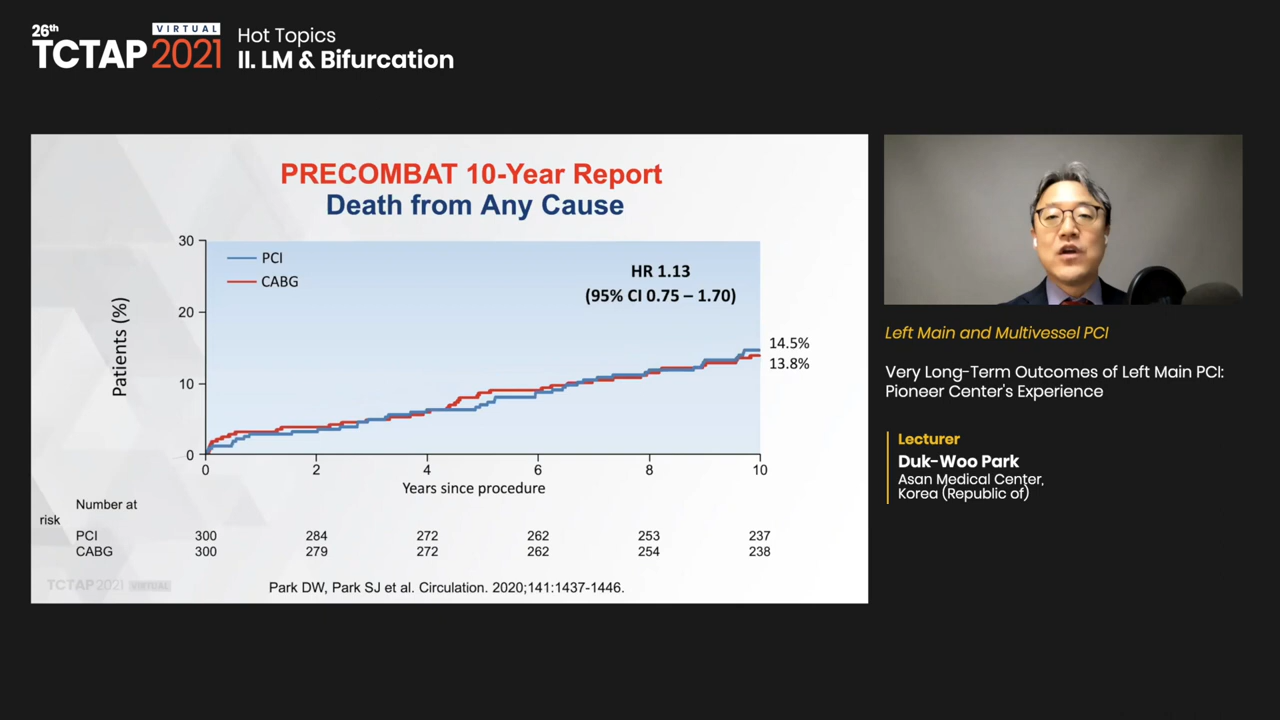 26th
VIRTUAL
TCTAP 2021
Hot Topics
II. LM & Bifurcation
PRECOMBAT 10-Year Report
Death from Any Cause
30
20
10
0
Patients (%)
PCI
CABG
HR 1.13
(95% CI 0.75 – 1.70)
14.5%
13.8%
0 2 4 6 8 10
Years since procedure
Number at
risk
PCI 300 284 272 262 253 237
CABG 300 279 272 262 254 238
TCTAP 2021 VIRTUAL
Park DW, Park SJ et al. Circulation. 2020;141:1437-1446.
Left Main and Multivessel PCI
Very Long-Term Outcomes of Left Main PCI:
Pioneer Center's Experience
Lecturer
Duk-Woo Park
Asan Medical Center,
Korea (Republic of)